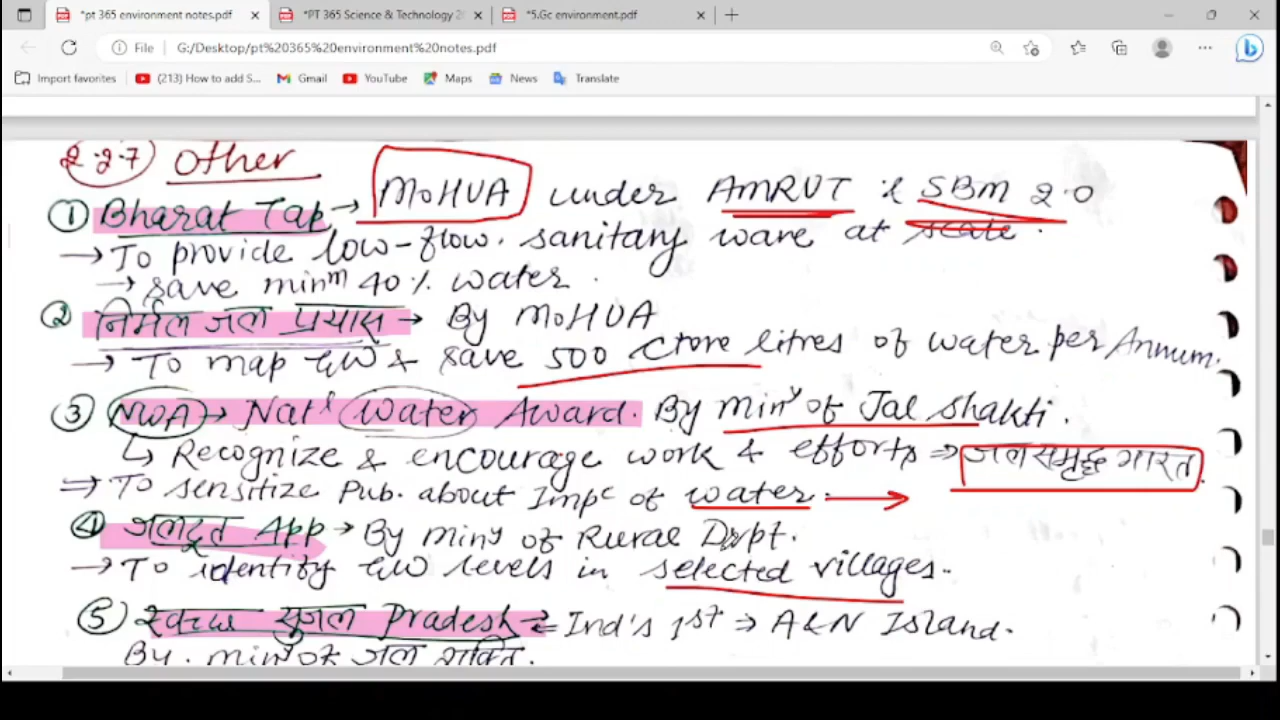 *pt 365 environment notes.pdf
*PT 365 Science & Technology 2
*5.Gc environment.pdf
File G:/Desktop/pt%20365%20environment%20notes.pdf
Import favorites
(213) How to add S...
Gmail
YouTube
Maps
News
Translate
2.2.7 Other
① Bharat Tap → MoHUA under AMRUT & SBM 2.0
→ To provide low-flow. sanitary ware at scale.
→ save minm 40% water.
② निर्मल जल प्रयास → By MoHUA
→ To map GW & save 500 crore litres of water per Annum.
③ NWA → Natl Water Award. By Miny of Jal Shakti.
↳ Recognize & encourage work & efforts ⇒ जल समृद्ध भारत.
⇒ To sensitize Pub. about Impc of water. →
④ जलदूत App → By miny of Rural Dvpt.
→ To identify GW levels in selected villages.
⑤ स्वच्छ सुजल Pradesh ⇒ Ind's 1st ⇒ A&N Island.
By. miny of जल शक्ति.